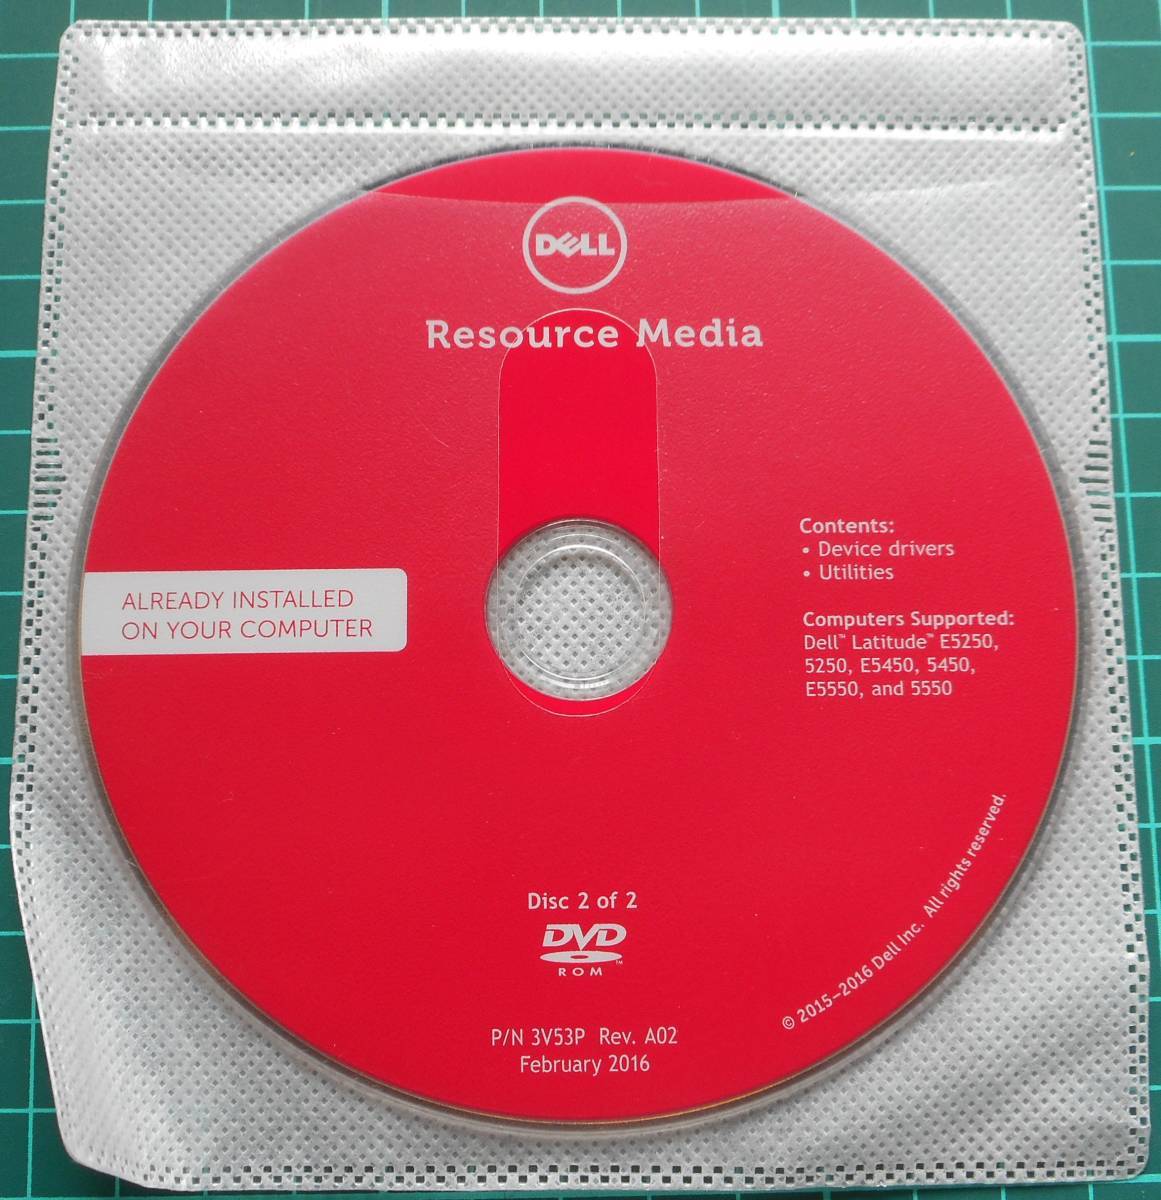 DELL
Resource Media
ALREADY INSTALLED
ON YOUR COMPUTER
Contents:
• Device drivers
• Utilities
Computers Supported:
Dell™ Latitude™ E5250,
5250, E5450, 5450,
E5550, and 5550
Disc 2 of 2
DVD™
ROM
P/N 3V53P Rev. A02
February 2016
© 2015–2016 Dell Inc. All rights reserved.